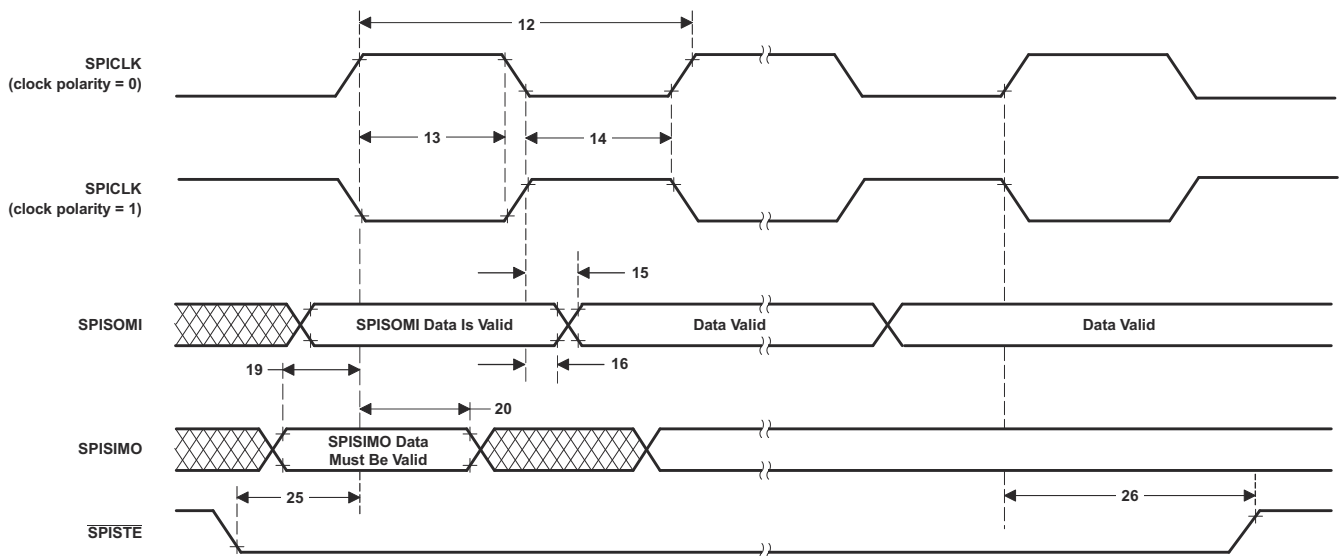 12
SPICLK
(clock polarity = 0)
13
14
SPICLK
(clock polarity = 1)
15
SPISOMI
SPISOMI Data Is Valid
Data Valid
Data Valid
16
19
20
SPISIMO
SPISIMO Data
Must Be Valid
25
26
SPISTE